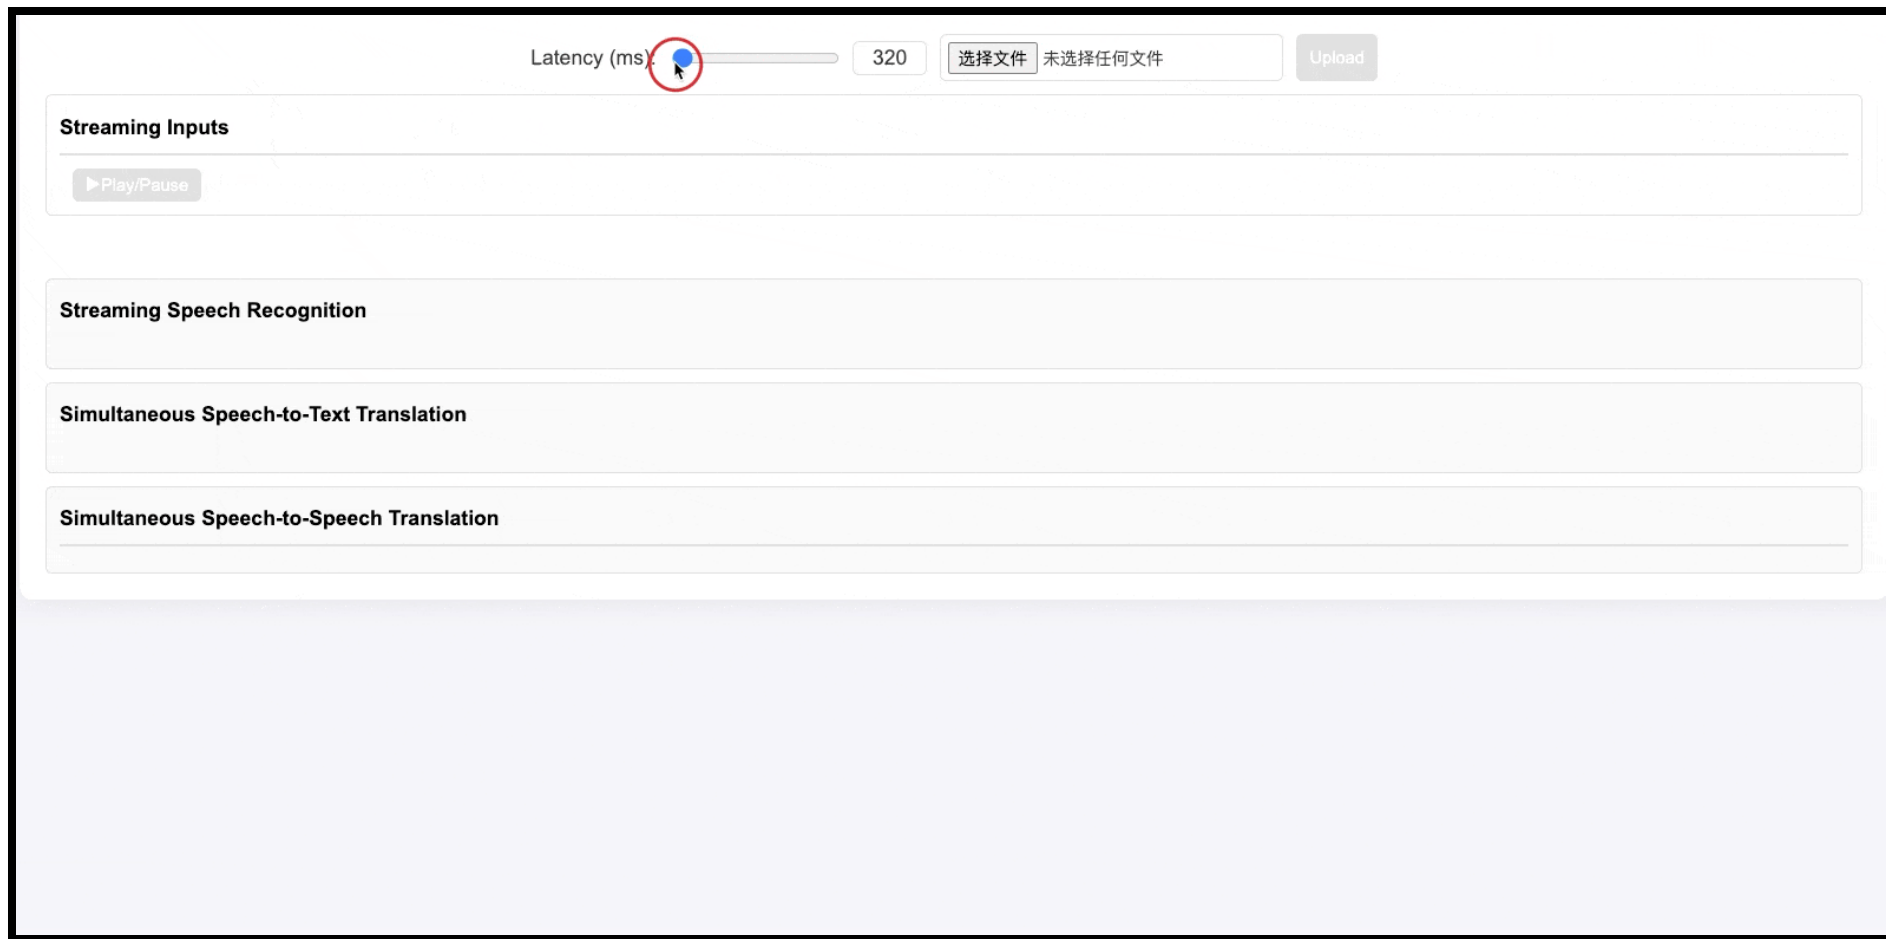 Latency (ms): 320 选择文件 未选择任何文件 Upload
Streaming Inputs
▶Play/Pause
Streaming Speech Recognition
Simultaneous Speech-to-Text Translation
Simultaneous Speech-to-Speech Translation